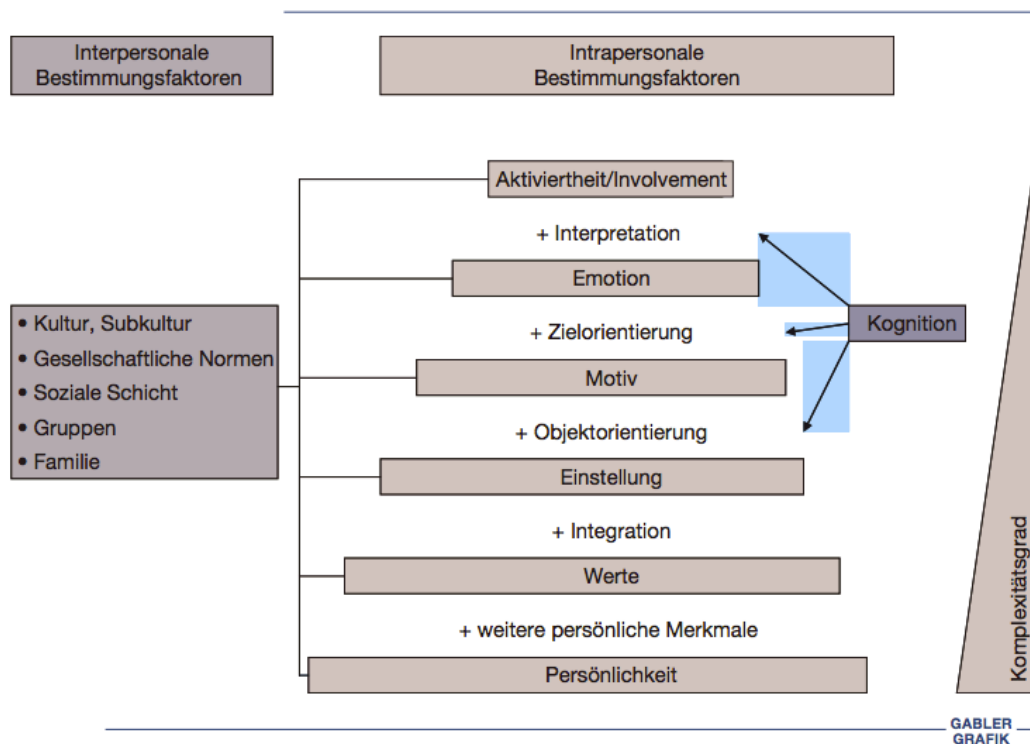 Interpersonale
Bestimmungsfaktoren
Intrapersonale
Bestimmungsfaktoren
Aktiviertheit/Involvement
+ Interpretation
Emotion
• Kultur, Subkultur
• Gesellschaftliche Normen
• Soziale Schicht
• Gruppen
• Familie
+ Zielorientierung
Kognition
Motiv
+ Objektorientierung
Einstellung
+ Integration
Werte
+ weitere persönliche Merkmale
Persönlichkeit
Komplexitätsgrad
GABLER
GRAFIK